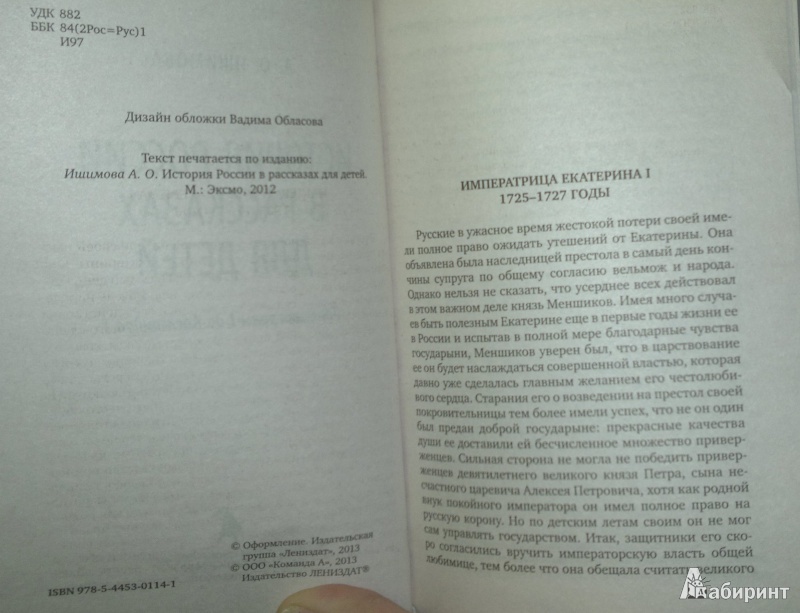 УДК 882
ББК 84(2Рос=Рус)1
И97
Дизайн обложки Вадима Обласова
Текст печатается по изданию:
Ишимова А. О. История России в рассказах для детей.
М.: Эксмо, 2012
© Оформление. Издательская
группа «Лениздат», 2013
© ООО «Команда А», 2013
Издательство ЛЕНИЗДАТ®
ISBN 978-5-4453-0114-1
ИМПЕРАТРИЦА ЕКАТЕРИНА I
1725–1727 ГОДЫ
Русские в ужасное время жестокой потери своей име-
ли полное право ожидать утешений от Екатерины. Она
объявлена была наследницей престола в самый день кон-
чины супруга по общему согласию вельмож и народа.
Однако нельзя не сказать, что усерднее всех действовал
в этом важном деле князь Меншиков. Имея много случа-
ев быть полезным Екатерине еще в первые годы жизни ее
в России и испытав в полной мере благодарные чувства
государыни, Меншиков уверен был, что в царствование
ее он будет наслаждаться совершенной властью, которая
давно уже сделалась главным желанием его честолюби-
вого сердца. Старания его о возведении на престол своей
покровительницы тем более имели успех, что не он один
был предан доброй государыне: прекрасные качества
души ее доставили ей бесчисленное множество привер-
женцев. Сильная сторона не могла не победить привер-
женцев девятилетнего великого князя Петра, сына не-
счастного царевича Алексея Петровича, хотя как родной
внук покойного императора он имел полное право на
русскую корону. Но по детским летам своим он не мог
сам управлять государством. Итак, защитники его ско-
ро согласились вручить императорскую власть общей
любимице, тем более что она обещала считать великого
Лабиринт